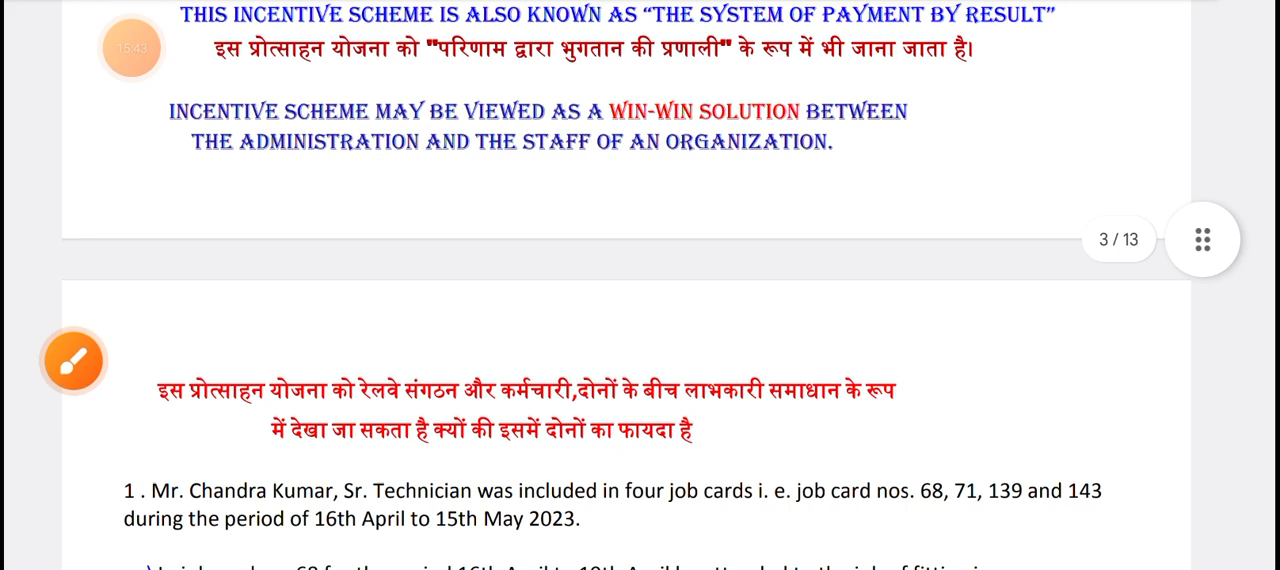 THIS INCENTIVE SCHEME IS ALSO KNOWN AS “THE SYSTEM OF PAYMENT BY RESULT”
15:43
इस प्रोत्साहन योजना को "परिणाम द्वारा भुगतान की प्रणाली" के रूप में भी जाना जाता है।
INCENTIVE SCHEME MAY BE VIEWED AS A WIN-WIN SOLUTION BETWEEN
THE ADMINISTRATION AND THE STAFF OF AN ORGANIZATION.
3 / 13
इस प्रोत्साहन योजना को रेलवे संगठन और कर्मचारी,दोनों के बीच लाभकारी समाधान के रूप
में देखा जा सकता है क्यों की इसमें दोनों का फायदा है
1 . Mr. Chandra Kumar, Sr. Technician was included in four job cards i. e. job card nos. 68, 71, 139 and 143
during the period of 16th April to 15th May 2023.